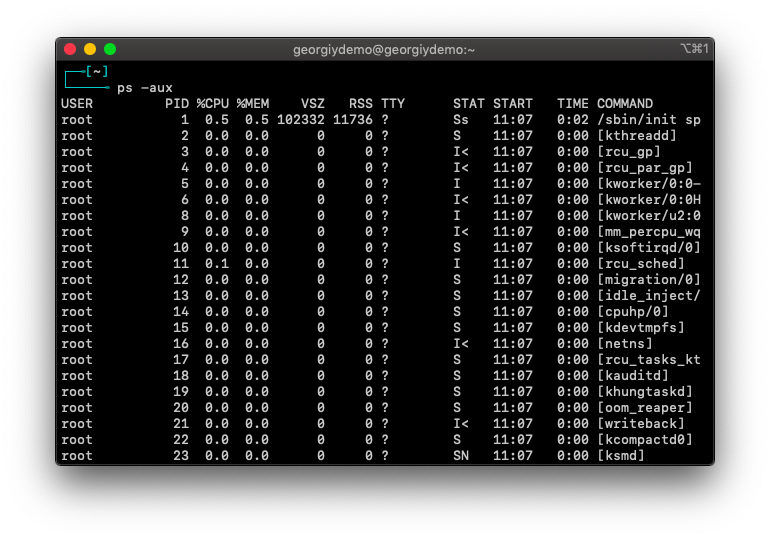 georgiydemo@georgiydemo:~ ⌥⌘1
[~]
ps -aux
USER PID %CPU %MEM VSZ RSS TTY STAT START TIME COMMAND
root 1 0.5 0.5 102332 11736 ? Ss 11:07 0:02 /sbin/init sp
root 2 0.0 0.0 0 0 ? S 11:07 0:00 [kthreadd]
root 3 0.0 0.0 0 0 ? I< 11:07 0:00 [rcu_gp]
root 4 0.0 0.0 0 0 ? I< 11:07 0:00 [rcu_par_gp]
root 5 0.0 0.0 0 0 ? I 11:07 0:00 [kworker/0:0-
root 6 0.0 0.0 0 0 ? I< 11:07 0:00 [kworker/0:0H
root 8 0.0 0.0 0 0 ? I 11:07 0:00 [kworker/u2:0
root 9 0.0 0.0 0 0 ? I< 11:07 0:00 [mm_percpu_wq
root 10 0.0 0.0 0 0 ? S 11:07 0:00 [ksoftirqd/0]
root 11 0.1 0.0 0 0 ? I 11:07 0:00 [rcu_sched]
root 12 0.0 0.0 0 0 ? S 11:07 0:00 [migration/0]
root 13 0.0 0.0 0 0 ? S 11:07 0:00 [idle_inject/
root 14 0.0 0.0 0 0 ? S 11:07 0:00 [cpuhp/0]
root 15 0.0 0.0 0 0 ? S 11:07 0:00 [kdevtmpfs]
root 16 0.0 0.0 0 0 ? I< 11:07 0:00 [netns]
root 17 0.0 0.0 0 0 ? S 11:07 0:00 [rcu_tasks_kt
root 18 0.0 0.0 0 0 ? S 11:07 0:00 [kauditd]
root 19 0.0 0.0 0 0 ? S 11:07 0:00 [khungtaskd]
root 20 0.0 0.0 0 0 ? S 11:07 0:00 [oom_reaper]
root 21 0.0 0.0 0 0 ? I< 11:07 0:00 [writeback]
root 22 0.0 0.0 0 0 ? S 11:07 0:00 [kcompactd0]
root 23 0.0 0.0 0 0 ? SN 11:07 0:00 [ksmd]